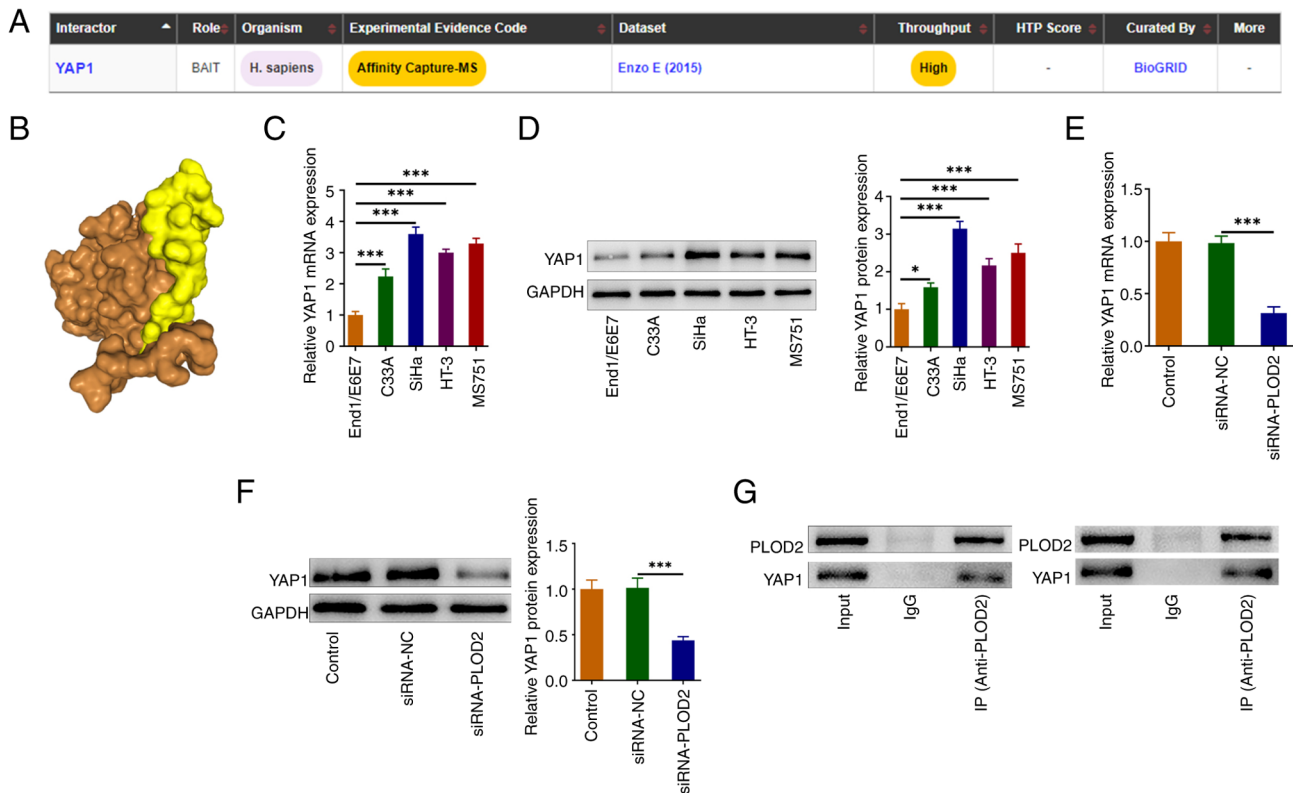 A
Interactor Role Organism Experimental Evidence Code Dataset Throughput HTP Score Curated By More
YAP1 BAIT H. sapiens Affinity Capture-MS Enzo E (2015) High - BioGRID -
B
C
Relative YAP1 mRNA expression
5
4
3
2
1
0
***
***
***
***
End1/E6E7
C33A
SiHa
HT-3
MS751
D
YAP1
GAPDH
End1/E6E7
C33A
SiHa
HT-3
MS751
Relative YAP1 protein expression
4
3
2
1
0
***
***
***
*
End1/E6E7
C33A
SiHa
HT-3
MS751
E
Relative YAP1 mRNA expression
1.5
1.0
0.5
0.0
***
Control
siRNA-NC
siRNA-PLOD2
F
YAP1
GAPDH
Control
siRNA-NC
siRNA-PLOD2
Relative YAP1 protein expression
1.5
1.0
0.5
0.0
***
Control
siRNA-NC
siRNA-PLOD2
G
PLOD2
YAP1
Input
IgG
IP (Anti-PLOD2)
PLOD2
YAP1
Input
IgG
IP (Anti-PLOD2)